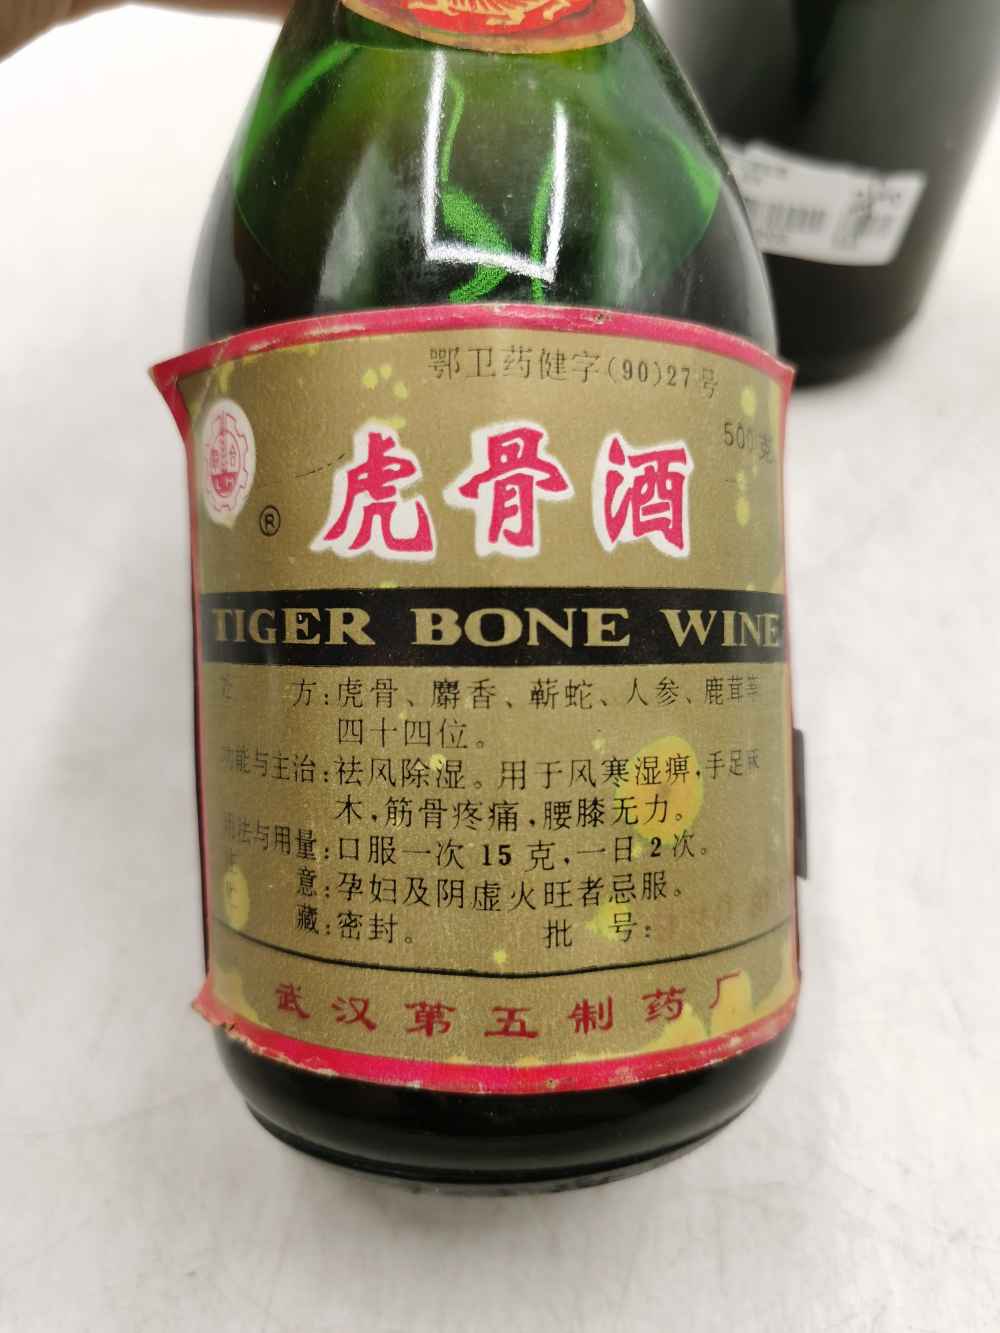 鄂卫药健字(90)27号
500克
®
虎骨酒
TIGER BONE WINE
方:虎骨、麝香、蕲蛇、人参、鹿茸等
四十四位。
功能与主治:祛风除湿。用于风寒湿痹,手足麻
木,筋骨疼痛,腰膝无力。
用法与用量:口服一次15克,一日2次。
意:孕妇及阴虚火旺者忌服。
藏:密封。 批 号:
武汉第五制药厂